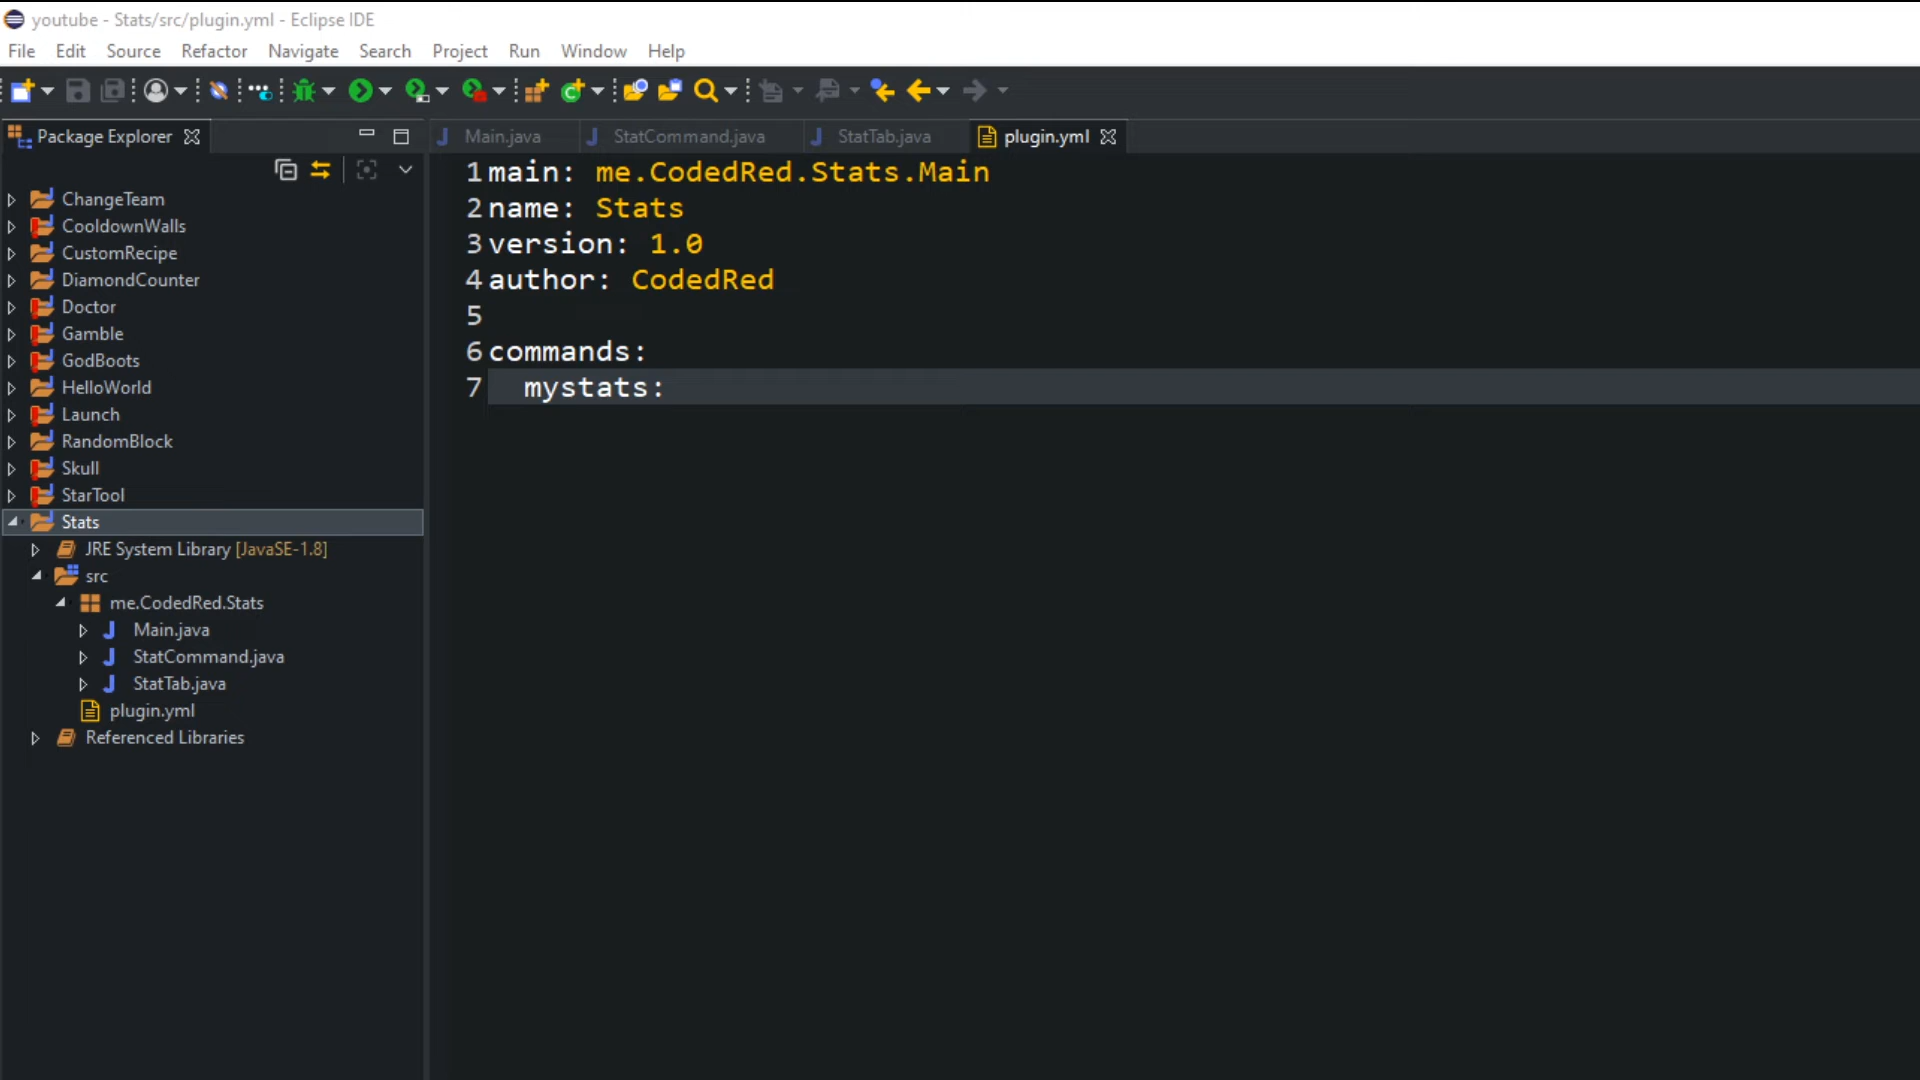 youtube - Stats/src/plugin.yml - Eclipse IDE
File Edit Source Refactor Navigate Search Project Run Window Help
Package Explorer
Main.java StatCommand.java StatTab.java plugin.yml
ChangeTeam
CooldownWalls
CustomRecipe
DiamondCounter
Doctor
Gamble
GodBoots
HelloWorld
Launch
RandomBlock
Skull
StarTool
Stats
JRE System Library [JavaSE-1.8]
src
me.CodedRed.Stats
Main.java
StatCommand.java
StatTab.java
plugin.yml
Referenced Libraries
1 main: me.CodedRed.Stats.Main
2 name: Stats
3 version: 1.0
4 author: CodedRed
5
6 commands:
7   mystats: